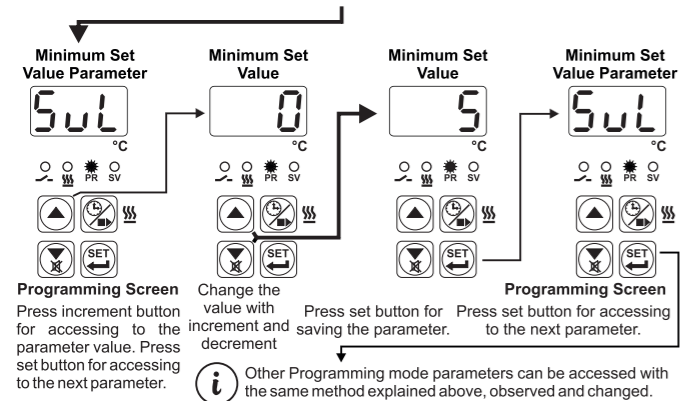 Minimum Set
Value Parameter
SuL
°C
PR SV
SET
Programming Screen
Press increment button
for accessing to the
parameter value. Press
set button for accessing
to the next parameter.
Minimum Set
Value
0
°C
PR SV
SET
Change the
value with
increment and
decrement
Minimum Set
Value
5
°C
PR SV
SET
Press set button for
saving the parameter.
Minimum Set
Value Parameter
SuL
°C
PR SV
SET
Programming Screen
Press set button for accessing
to the next parameter.
i
Other Programming mode parameters can be accessed with
the same method explained above, observed and changed.